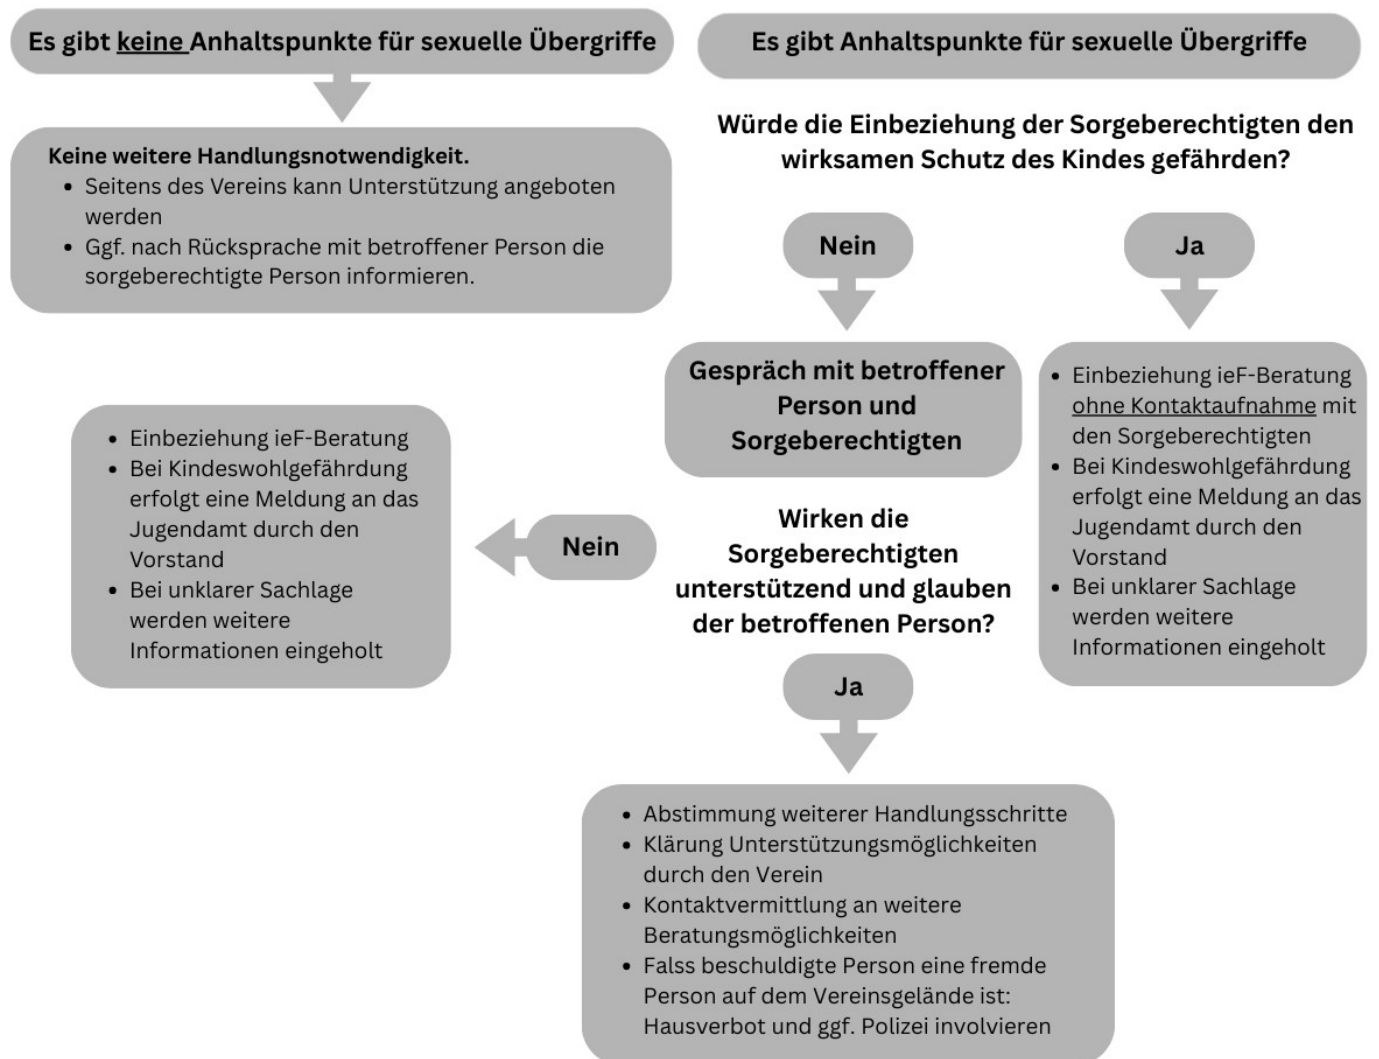 Es gibt keine Anhaltspunkte für sexuelle Übergriffe
Keine weitere Handlungsnotwendigkeit.
• Seitens des Vereins kann Unterstützung angeboten
werden
• Ggf. nach Rücksprache mit betroffener Person die
sorgeberechtigte Person informieren.
Es gibt Anhaltspunkte für sexuelle Übergriffe
Würde die Einbeziehung der Sorgeberechtigten den
wirksamen Schutz des Kindes gefährden?
Nein
Ja
Gespräch mit betroffener
Person und
Sorgeberechtigten
• Einbeziehung ieF-Beratung
ohne Kontaktaufnahme mit
den Sorgeberechtigten
• Bei Kindeswohlgefährdung
erfolgt eine Meldung an das
Jugendamt durch den
Vorstand
• Bei unklarer Sachlage
werden weitere
Informationen eingeholt
Wirken die
Sorgeberechtigten
unterstützend und glauben
der betroffenen Person?
Nein
• Einbeziehung ieF-Beratung
• Bei Kindeswohlgefährdung
erfolgt eine Meldung an das
Jugendamt durch den
Vorstand
• Bei unklarer Sachlage
werden weitere
Informationen eingeholt
Ja
• Abstimmung weiterer Handlungsschritte
• Klärung Unterstützungsmöglichkeiten
durch den Verein
• Kontaktvermittlung an weitere
Beratungsmöglichkeiten
• Falss beschuldigte Person eine fremde
Person auf dem Vereinsgelände ist:
Hausverbot und ggf. Polizei involvieren